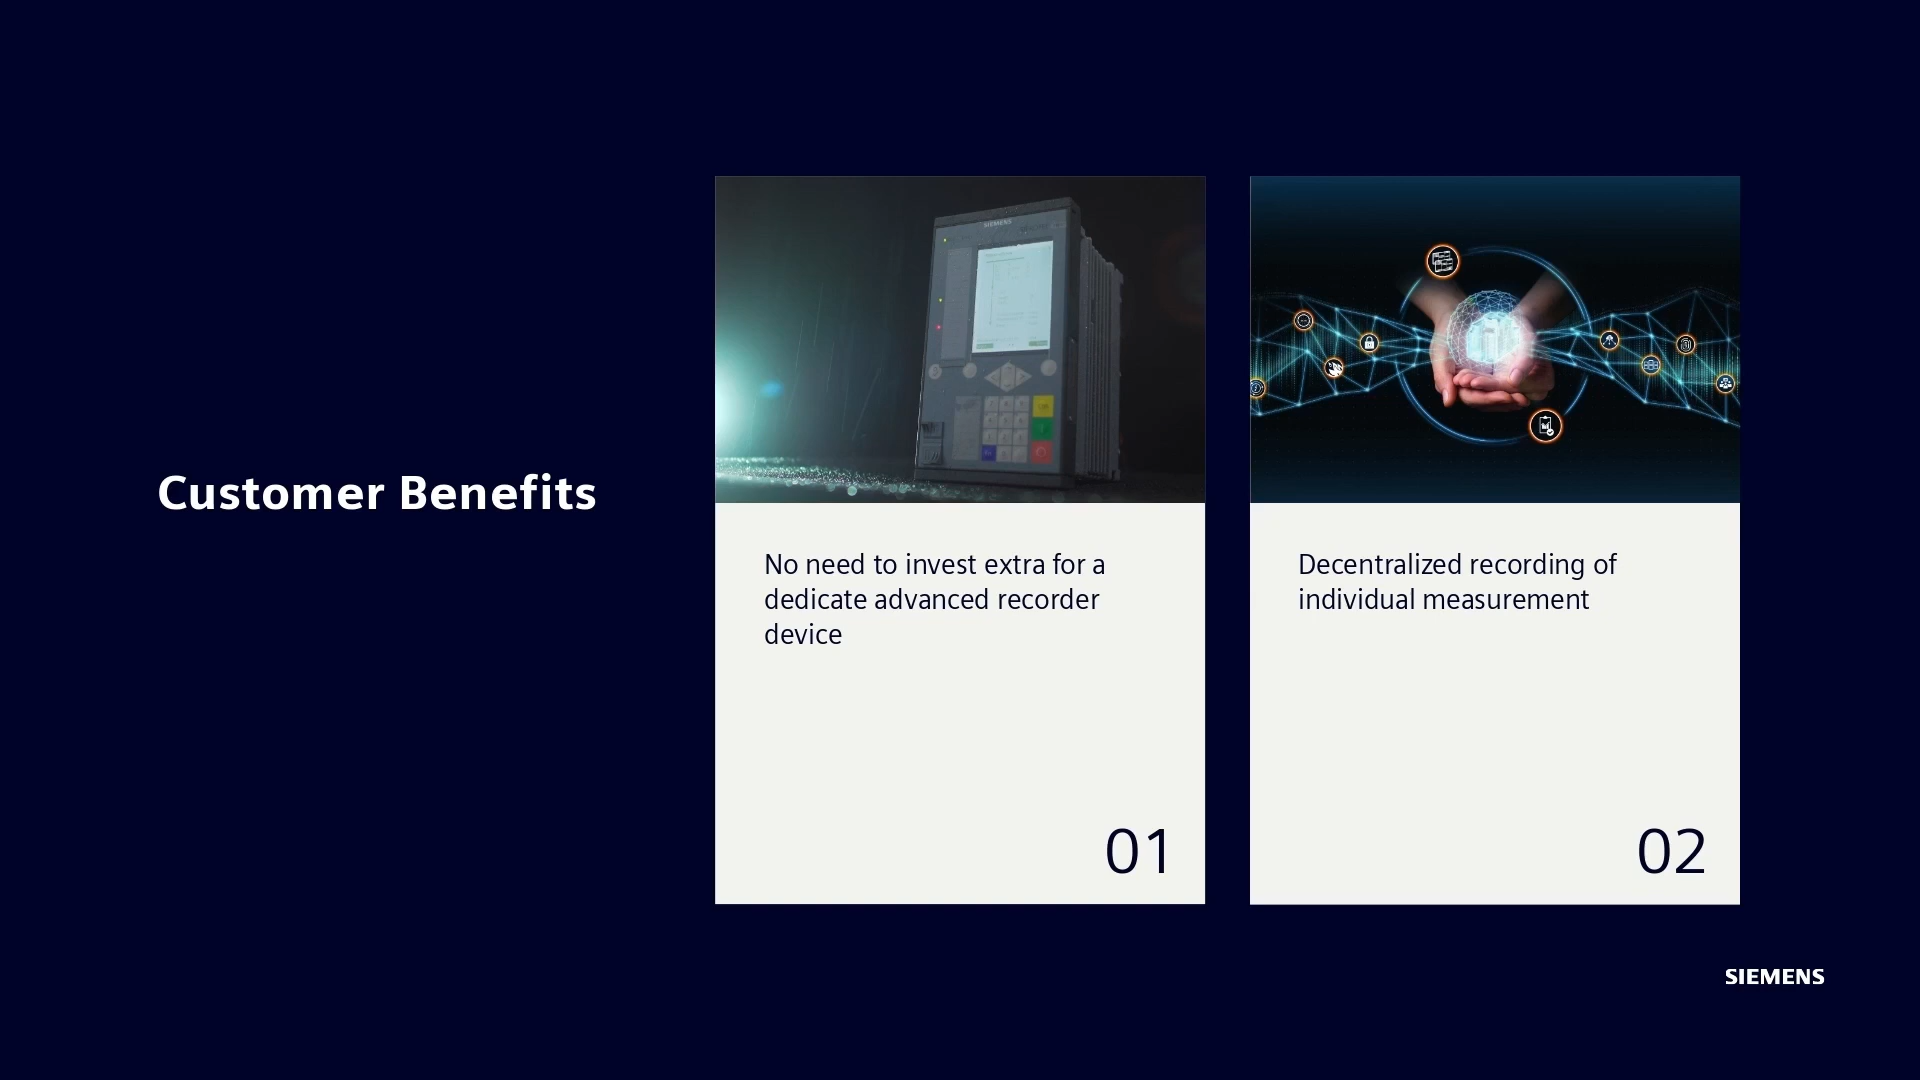 Customer Benefits
SIEMENS
No need to invest extra for a
dedicate advanced recorder
device
01
Decentralized recording of
individual measurement
02
SIEMENS